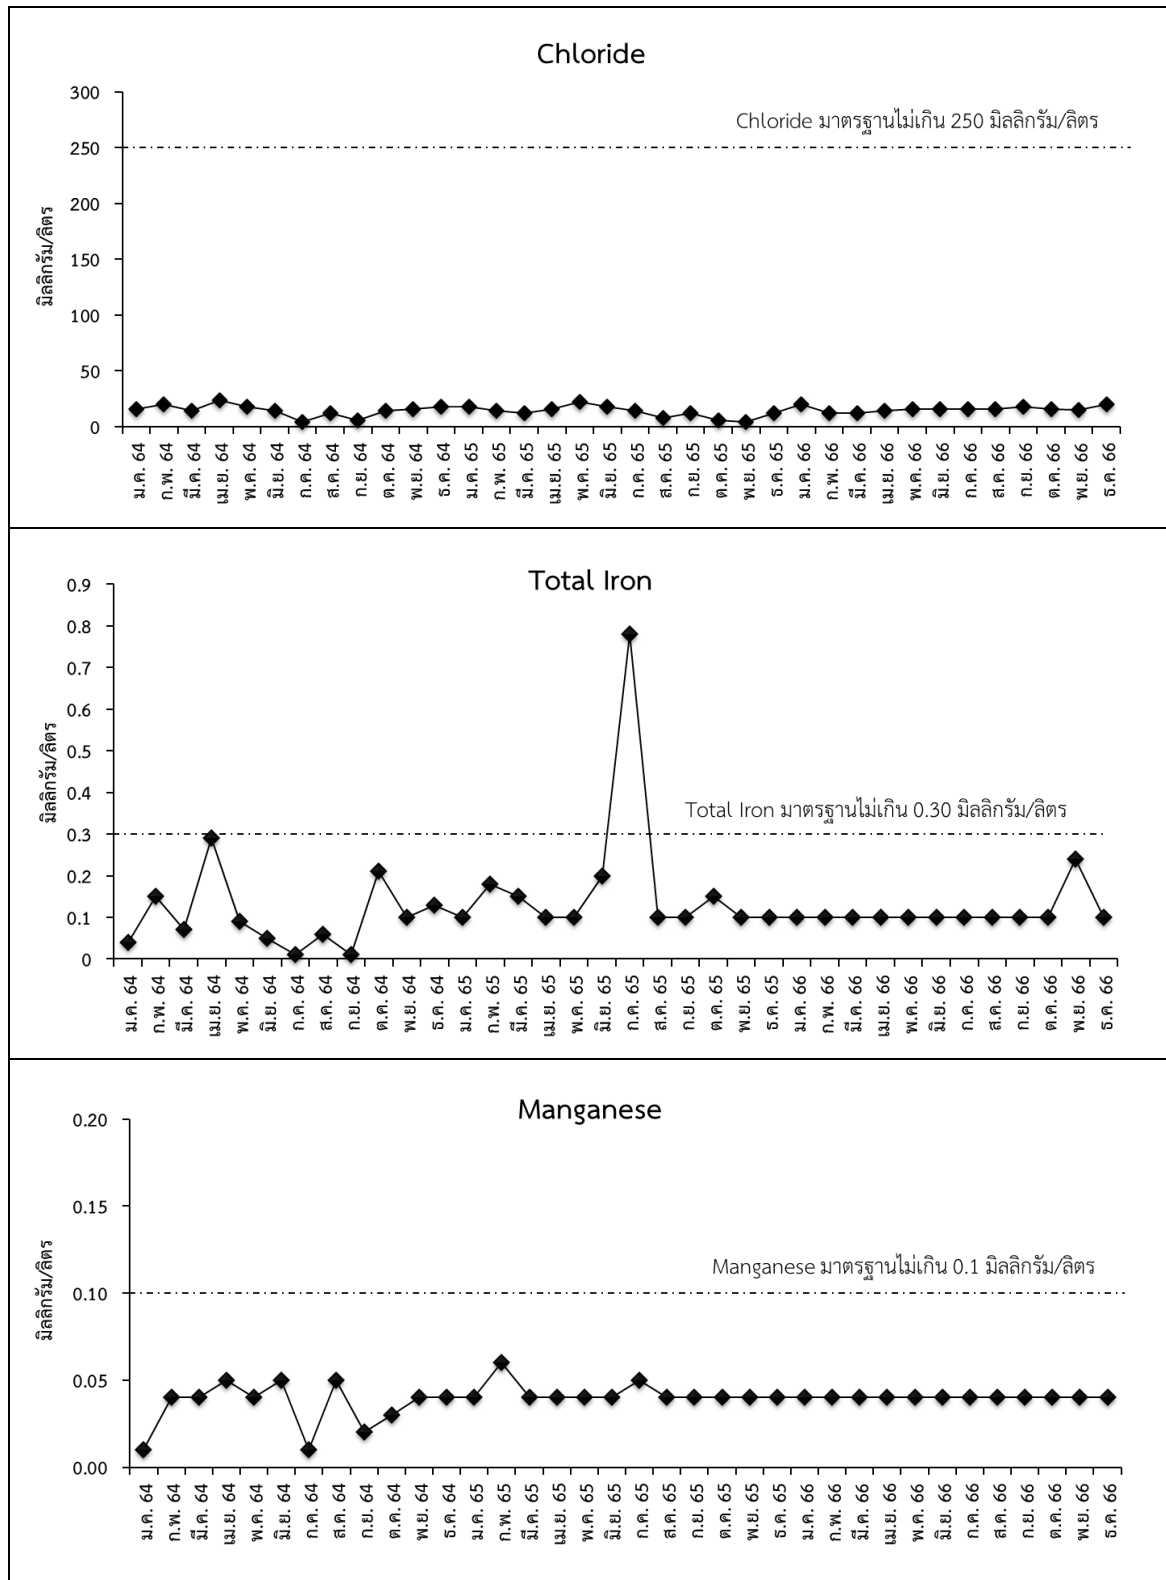 Chloride
300
250
200
150
100
50
0
มิลลิกรัม/ลิตร
Chloride มาตรฐานไม่เกิน 250 มิลลิกรัม/ลิตร
ม.ค. 64
ก.พ. 64
มี.ค. 64
เม.ย. 64
พ.ค. 64
มิ.ย. 64
ก.ค. 64
ส.ค. 64
ก.ย. 64
ต.ค. 64
พ.ย. 64
ธ.ค. 64
ม.ค. 65
ก.พ. 65
มี.ค. 65
เม.ย. 65
พ.ค. 65
มิ.ย. 65
ก.ค. 65
ส.ค. 65
ก.ย. 65
ต.ค. 65
พ.ย. 65
ธ.ค. 65
ม.ค. 66
ก.พ. 66
มี.ค. 66
เม.ย. 66
พ.ค. 66
มิ.ย. 66
ก.ค. 66
ส.ค. 66
ก.ย. 66
ต.ค. 66
พ.ย. 66
ธ.ค. 66
Total Iron
0.9
0.8
0.7
0.6
0.5
0.4
0.3
0.2
0.1
0
มิลลิกรัม/ลิตร
Total Iron มาตรฐานไม่เกิน 0.30 มิลลิกรัม/ลิตร
ม.ค. 64
ก.พ. 64
มี.ค. 64
เม.ย. 64
พ.ค. 64
มิ.ย. 64
ก.ค. 64
ส.ค. 64
ก.ย. 64
ต.ค. 64
พ.ย. 64
ธ.ค. 64
ม.ค. 65
ก.พ. 65
มี.ค. 65
เม.ย. 65
พ.ค. 65
มิ.ย. 65
ก.ค. 65
ส.ค. 65
ก.ย. 65
ต.ค. 65
พ.ย. 65
ธ.ค. 65
ม.ค. 66
ก.พ. 66
มี.ค. 66
เม.ย. 66
พ.ค. 66
มิ.ย. 66
ก.ค. 66
ส.ค. 66
ก.ย. 66
ต.ค. 66
พ.ย. 66
ธ.ค. 66
Manganese
0.20
0.15
0.10
0.05
0.00
มิลลิกรัม/ลิตร
Manganese มาตรฐานไม่เกิน 0.1 มิลลิกรัม/ลิตร
ม.ค. 64
ก.พ. 64
มี.ค. 64
เม.ย. 64
พ.ค. 64
มิ.ย. 64
ก.ค. 64
ส.ค. 64
ก.ย. 64
ต.ค. 64
พ.ย. 64
ธ.ค. 64
ม.ค. 65
ก.พ. 65
มี.ค. 65
เม.ย. 65
พ.ค. 65
มิ.ย. 65
ก.ค. 65
ส.ค. 65
ก.ย. 65
ต.ค. 65
พ.ย. 65
ธ.ค. 65
ม.ค. 66
ก.พ. 66
มี.ค. 66
เม.ย. 66
พ.ค. 66
มิ.ย. 66
ก.ค. 66
ส.ค. 66
ก.ย. 66
ต.ค. 66
พ.ย. 66
ธ.ค. 66